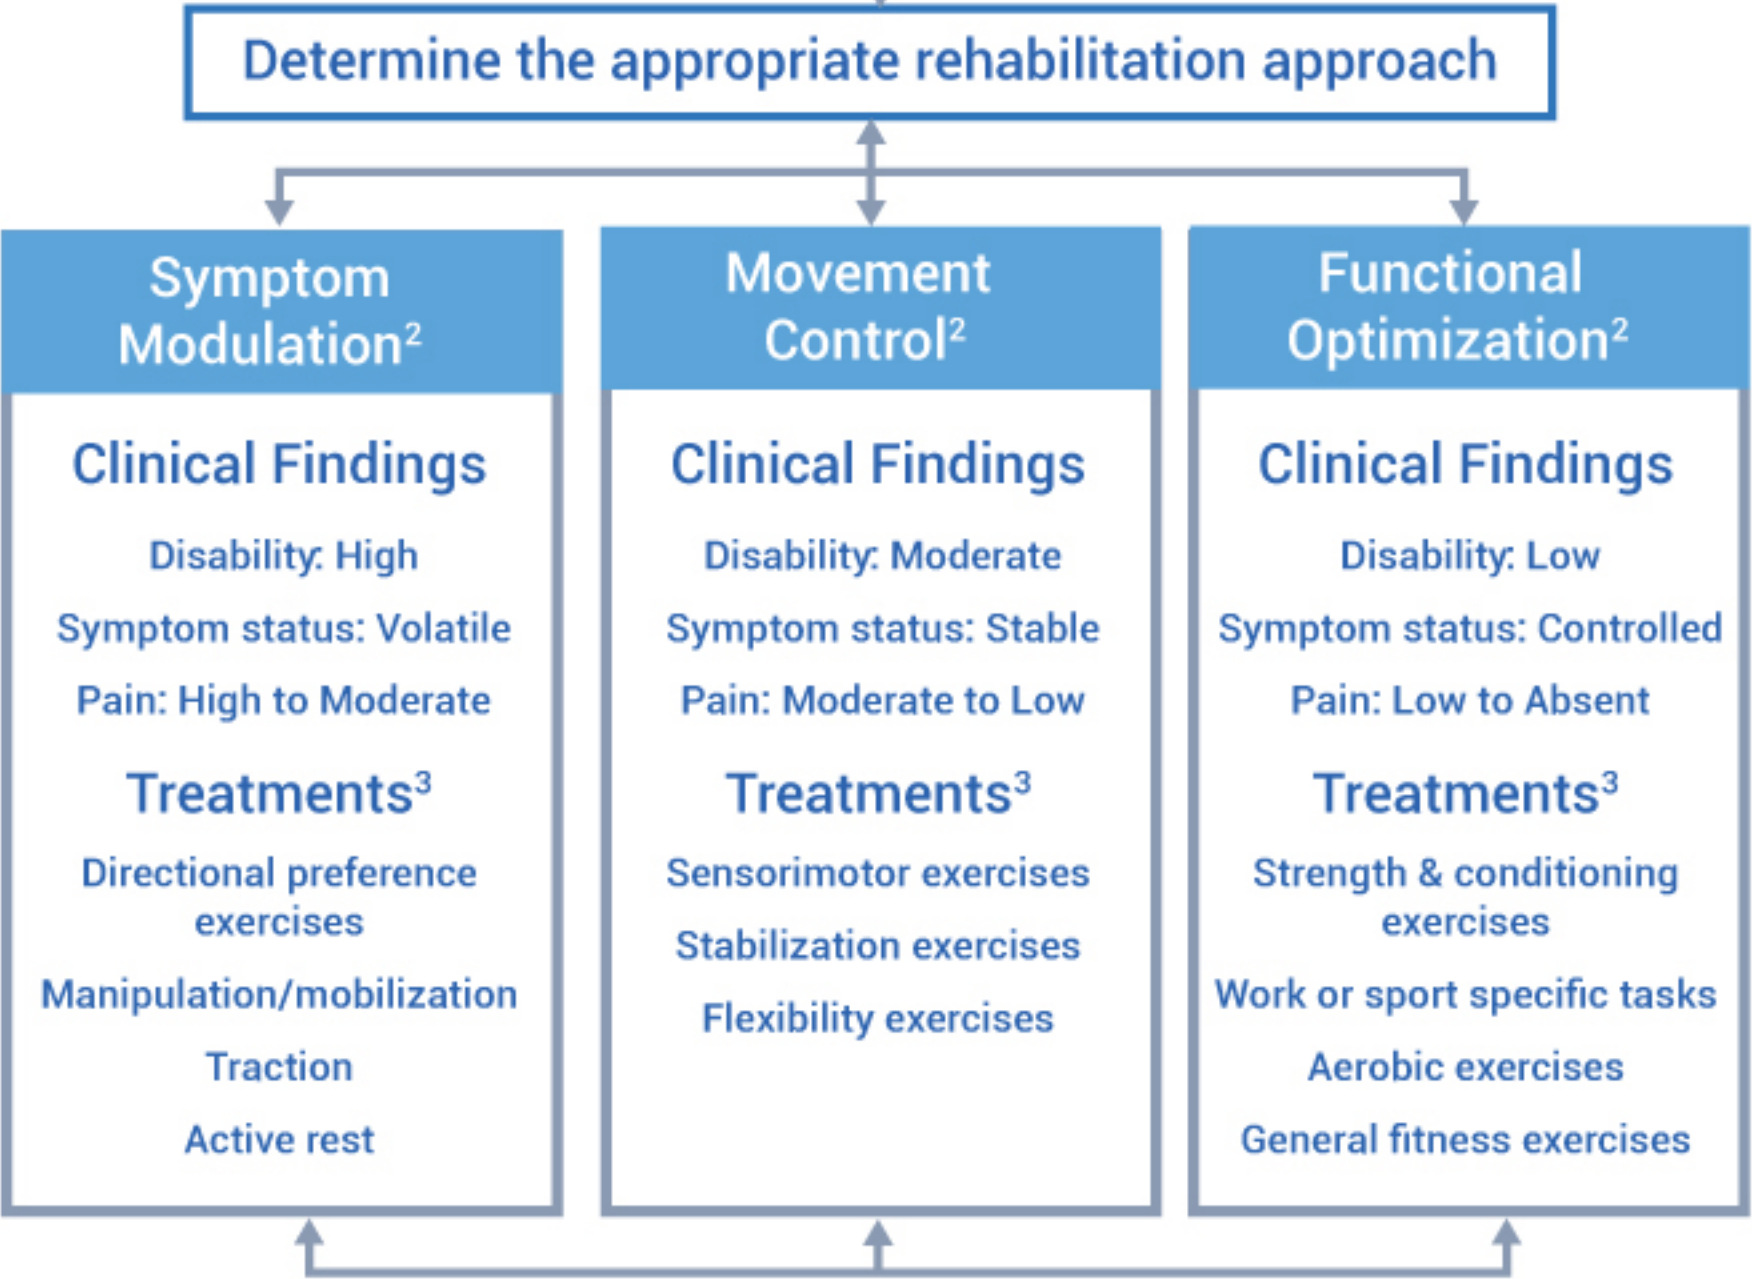 Determine the appropriate rehabilitation approach
Symptom
Modulation²
Clinical Findings
Disability: High
Symptom status: Volatile
Pain: High to Moderate
Treatments³
Directional preference
exercises
Manipulation/mobilization
Traction
Active rest
Movement
Control²
Clinical Findings
Disability: Moderate
Symptom status: Stable
Pain: Moderate to Low
Treatments³
Sensorimotor exercises
Stabilization exercises
Flexibility exercises
Functional
Optimization²
Clinical Findings
Disability: Low
Symptom status: Controlled
Pain: Low to Absent
Treatments³
Strength & conditioning
exercises
Work or sport specific tasks
Aerobic exercises
General fitness exercises